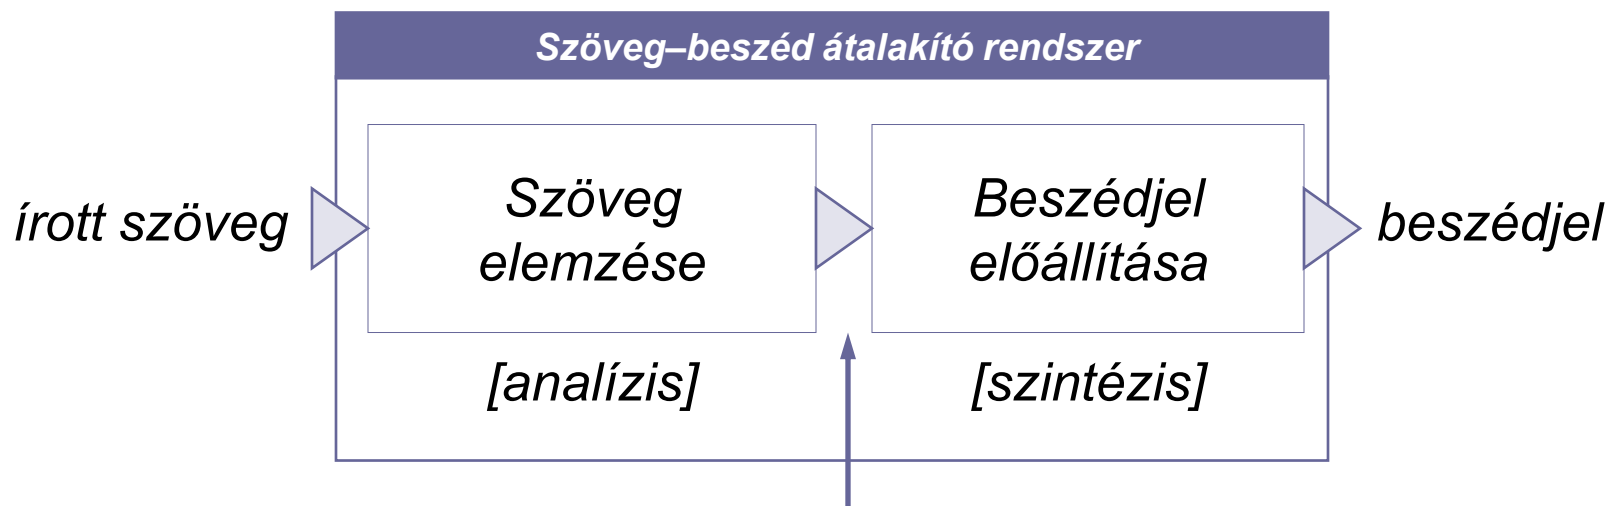 Szöveg–beszéd átalakító rendszer
írott szöveg
Szöveg
elemzése
[analízis]
Beszédjel
előállítása
[szintézis]
beszédjel